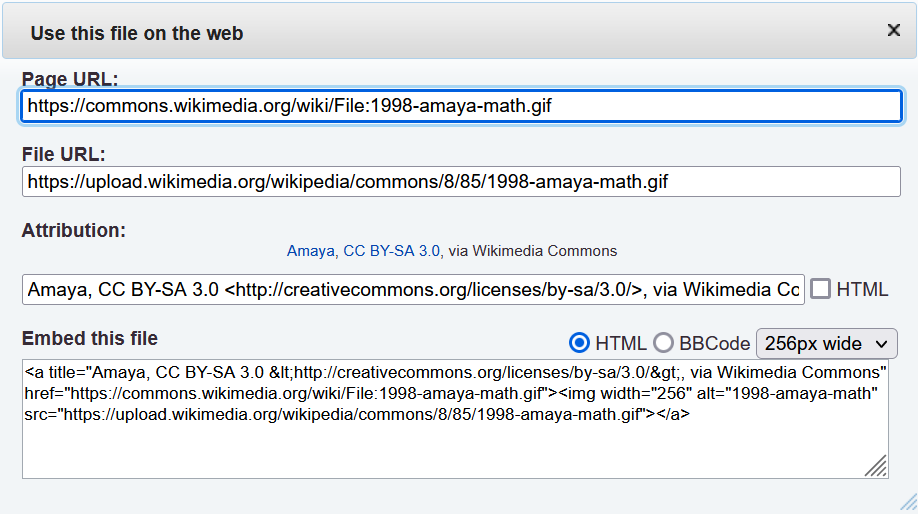 Use this file on the web
Page URL:
https://commons.wikimedia.org/wiki/File:1998-amaya-math.gif
File URL:
https://upload.wikimedia.org/wikipedia/commons/8/85/1998-amaya-math.gif
Attribution:
Amaya, CC BY-SA 3.0, via Wikimedia Commons
Amaya, CC BY-SA 3.0 <http://creativecommons.org/licenses/by-sa/3.0/>, via Wikimedia Co HTML
Embed this file HTML BBCode 256px wide
<a title="Amaya, CC BY-SA 3.0 &lt;http://creativecommons.org/licenses/by-sa/3.0/&gt;, via Wikimedia Commons"
href="https://commons.wikimedia.org/wiki/File:1998-amaya-math.gif"><img width="256" alt="1998-amaya-math"
src="https://upload.wikimedia.org/wikipedia/commons/8/85/1998-amaya-math.gif"></a>